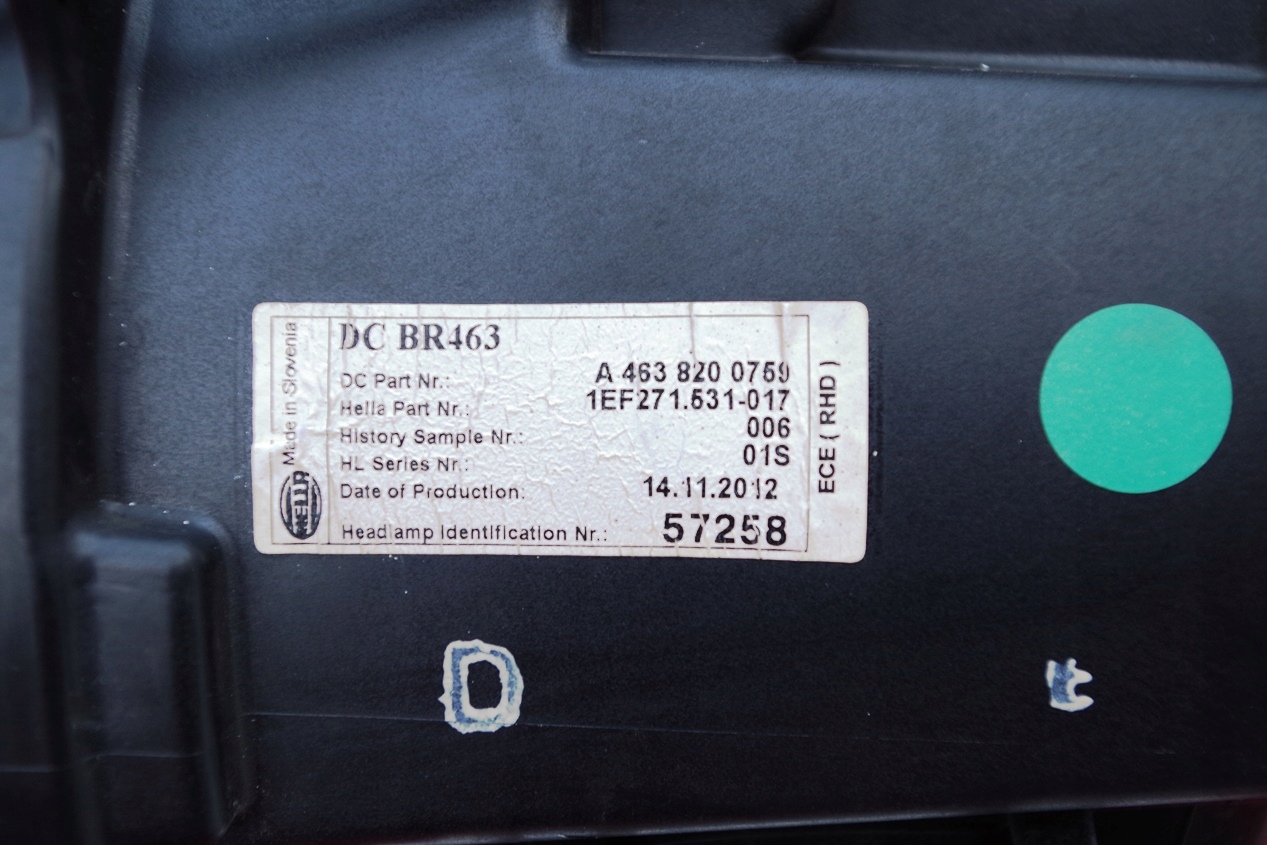 DC BR463
DC Part Nr.: A 463 820 0759
Hella Part Nr.: 1EF271.531-017
History Sample Nr.: 006
HL Series Nr.: 01S
Date of Production: 14.11.2012
Headlamp Identification Nr.: 57258
Made in Slovenia
HELLA
ECE ( RHD )
D